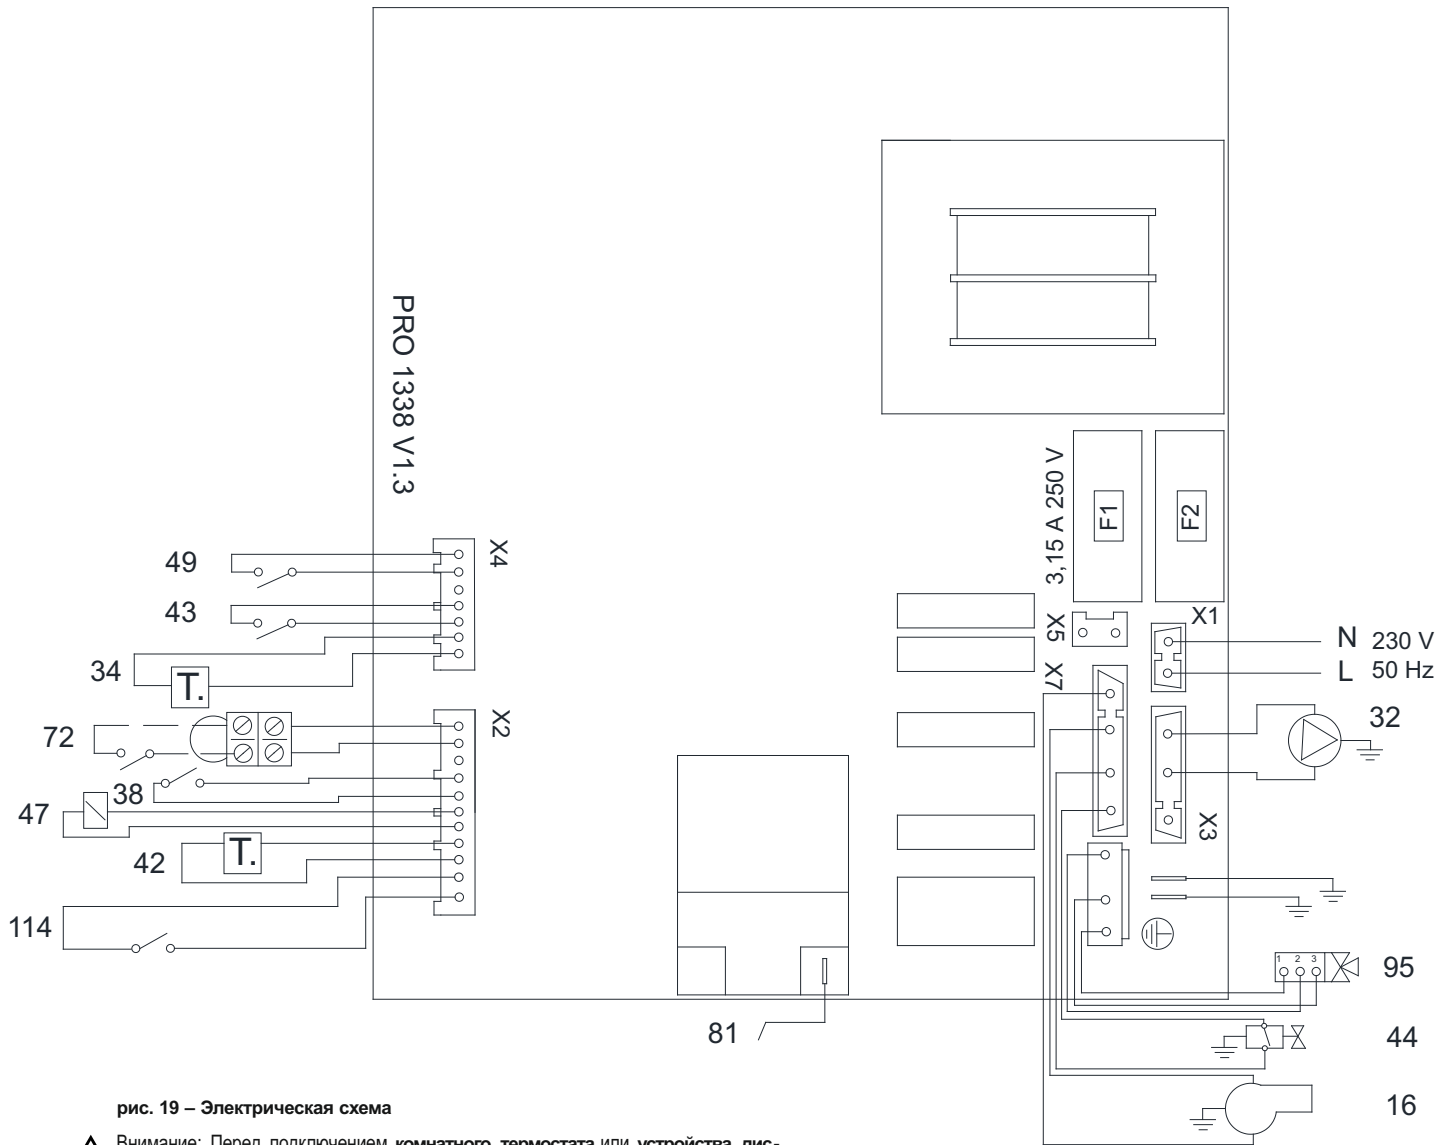 PRO 1338 V1.3
3,15 A 250 V
F1
F2
49
X4
43
X5
X1
N 230 V
L 50 Hz
34
T.
X7
72
X2
32
38
47
42
T.
X3
114
1 2 3
95
81
44
16
рис. 19 – Электрическая схема
Внимание: Перед подключением комнатного термостата или устройства дис-